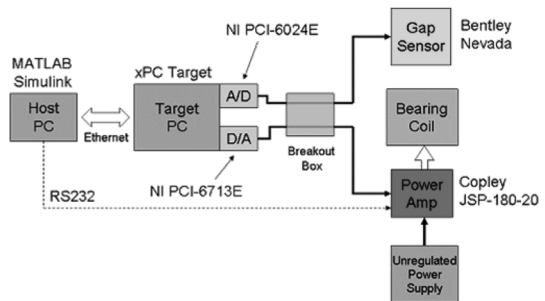 NI PCI-6024E
Gap
Sensor
Bentley
Nevada
MATLAB
Simulink
xPC Target
Host
PC
Ethernet
Target
PC
A/D
D/A
Breakout
Box
Bearing
Coil
NI PCI-6713E
RS232
Power
Amp
Copley
JSP-180-20
Unregulated
Power
Supply